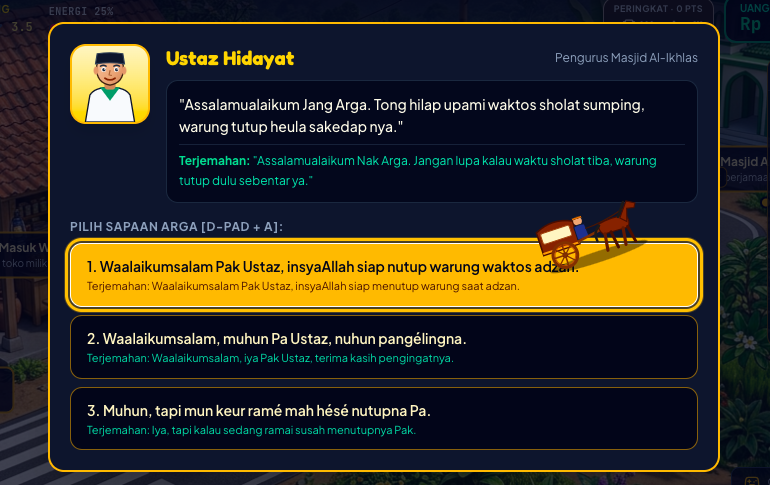 ENERGI 25%
PERINGKAT · 0 PTS
UANG
3.5
Rp
Ustaz Hidayat
Pengurus Masjid Al-Ikhlas
"Assalamualaikum Jang Arga. Tong hilap upami waktos sholat sumping,
warung tutup heula sakedap nya."
Terjemahan: "Assalamualaikum Nak Arga. Jangan lupa kalau waktu sholat tiba, warung
tutup dulu sebentar ya."
Masjid A
PILIH SAPAAN ARGA [D-PAD + A]:
Masuk W
toko milik
1. Waalaikumsalam Pak Ustaz, insyaAllah siap nutup warung waktos adzan.
Terjemahan: Waalaikumsalam Pak Ustaz, insyaAllah siap menutup warung saat adzan.
2. Waalaikumsalam, muhun Pa Ustaz, nuhun pangélingna.
Terjemahan: Waalaikumsalam, iya Pak Ustaz, terima kasih pengingatnya.
3. Muhun, tapi mun keur ramé mah hésé nutupna Pa.
Terjemahan: Iya, tapi kalau sedang ramai susah menutupnya Pak.